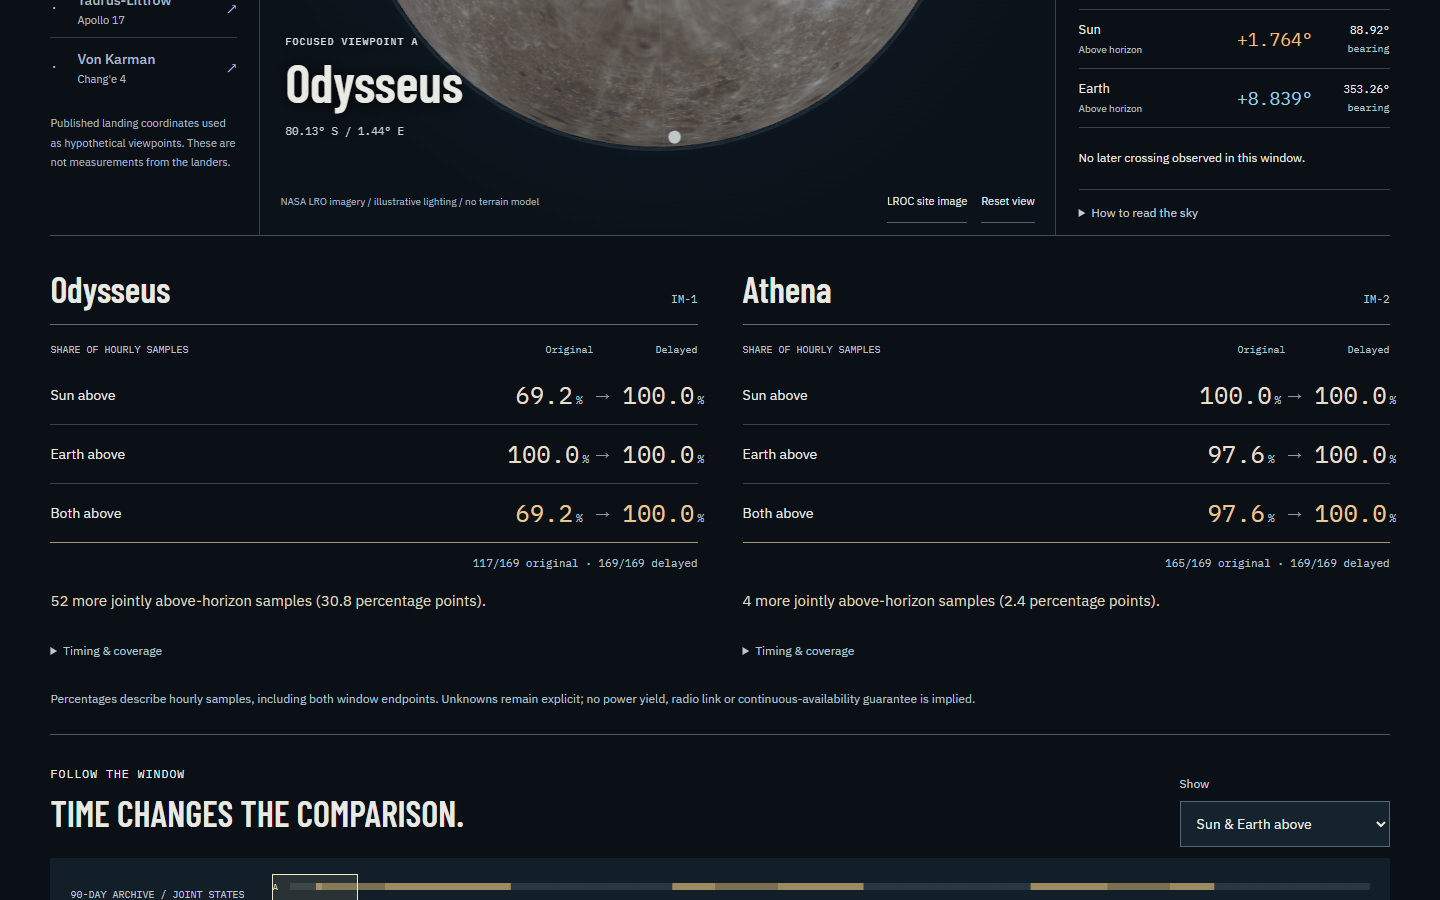 Taurus-Littrow
Apollo 17
↗
Von Karman
Chang'e 4
↗
Published landing coordinates used
as hypothetical viewpoints. These are
not measurements from the landers.
FOCUSED VIEWPOINT A
Odysseus
80.13° S / 1.44° E
NASA LRO imagery / illustrative lighting / no terrain model
LROC site image
Reset view
Sun
Above horizon
+1.764°
88.92°
bearing
Earth
Above horizon
+8.839°
353.26°
bearing
No later crossing observed in this window.
▶ How to read the sky
Odysseus
IM-1
SHARE OF HOURLY SAMPLES Original Delayed
Sun above 69.2% → 100.0%
Earth above 100.0% → 100.0%
Both above 69.2% → 100.0%
117/169 original · 169/169 delayed
52 more jointly above-horizon samples (30.8 percentage points).
▶ Timing & coverage
Athena
IM-2
SHARE OF HOURLY SAMPLES Original Delayed
Sun above 100.0% → 100.0%
Earth above 97.6% → 100.0%
Both above 97.6% → 100.0%
165/169 original · 169/169 delayed
4 more jointly above-horizon samples (2.4 percentage points).
▶ Timing & coverage
Percentages describe hourly samples, including both window endpoints. Unknowns remain explicit; no power yield, radio link or continuous-availability guarantee is implied.
FOLLOW THE WINDOW
TIME CHANGES THE COMPARISON.
Show
Sun & Earth above
90-DAY ARCHIVE / JOINT STATES
A